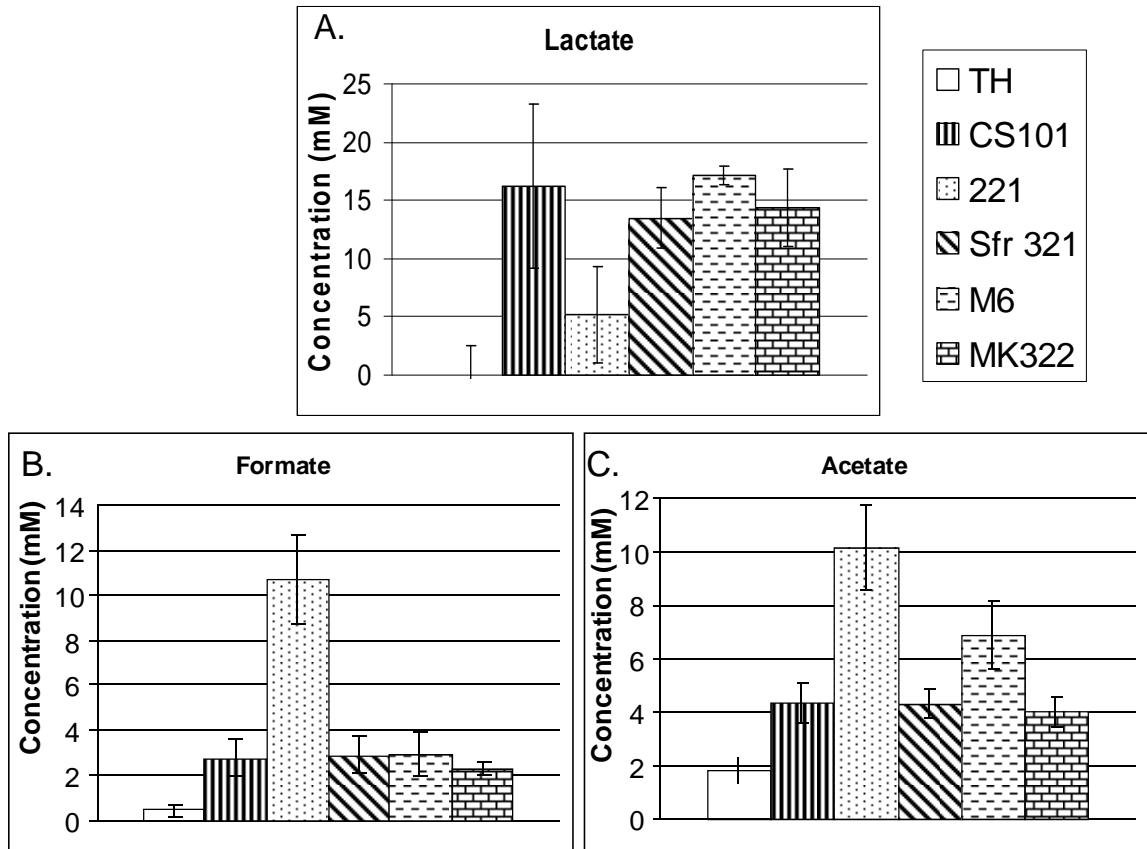 A.
Lactate
Concentration (mM)
25
20
15
10
5
0
TH
CS101
221
Sfr 321
M6
MK322
B.
Formate
Concentration (mM)
14
12
10
8
6
4
2
0
C.
Acetate
Concentration (mM)
12
10
8
6
4
2
0